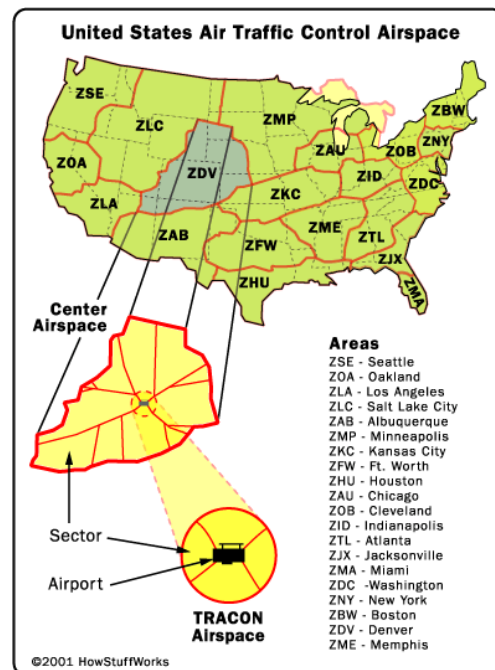 United States Air Traffic Control Airspace
ZSE
ZLC
ZMP
ZBW
ZOA
ZAU
ZOB
ZNY
ZDV
ZID
ZDC
ZLA
ZKC
ZAB
ZME
ZFW
ZTL
ZHU
ZJX
ZMA
Center
Airspace
Areas
ZSE - Seattle
ZOA - Oakland
ZLA - Los Angeles
ZLC - Salt Lake City
ZAB - Albuquerque
ZMP - Minneapolis
ZKC - Kansas City
ZFW - Ft. Worth
ZHU - Houston
ZAU - Chicago
ZOB - Cleveland
ZID - Indianapolis
ZTL - Atlanta
ZJX - Jacksonville
ZMA - Miami
ZDC -Washington
ZNY - New York
ZBW - Boston
ZDV - Denver
ZME - Memphis
Sector
Airport
TRACON
Airspace
©2001 HowStuffWorks